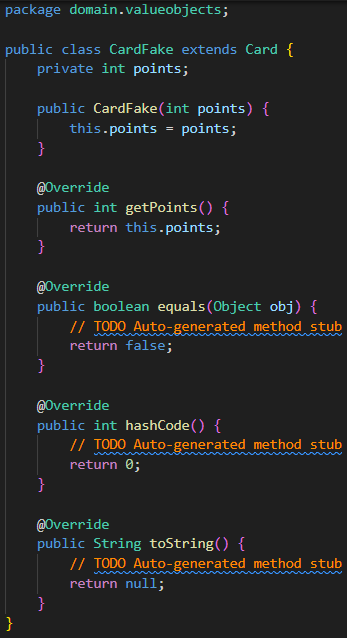 package domain.valueobjects;

public class CardFake extends Card {
    private int points;

    public CardFake(int points) {
        this.points = points;
    }

    @Override
    public int getPoints() {
        return this.points;
    }

    @Override
    public boolean equals(Object obj) {
        // TODO Auto-generated method stub
        return false;
    }

    @Override
    public int hashCode() {
        // TODO Auto-generated method stub
        return 0;
    }

    @Override
    public String toString() {
        // TODO Auto-generated method stub
        return null;
    }
}